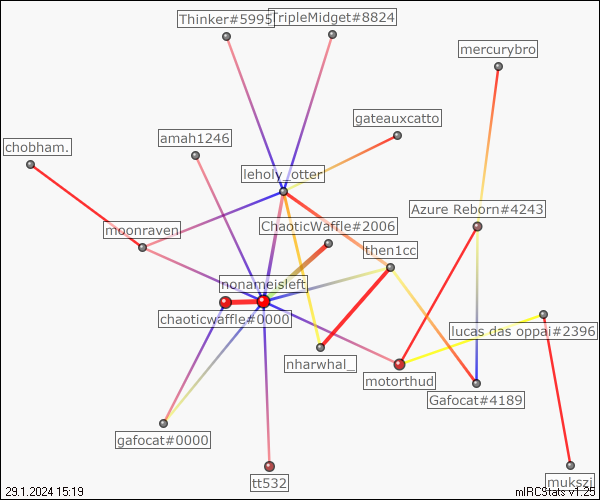 Thinker#5995
TripleMidget#8824
mercurybro
gateauxcatto
amah1246
chobham.
leholy_otter
Azure Reborn#4243
ChaoticWaffle#2006
moonraven
then1cc
nonameisleft
chaoticwaffle#0000
lucas das oppai#2396
nharwhal_
motorthud
Gafocat#4189
gafocat#0000
tt532
mukszi
29.1.2024 15:19
mIRCStats v1.25